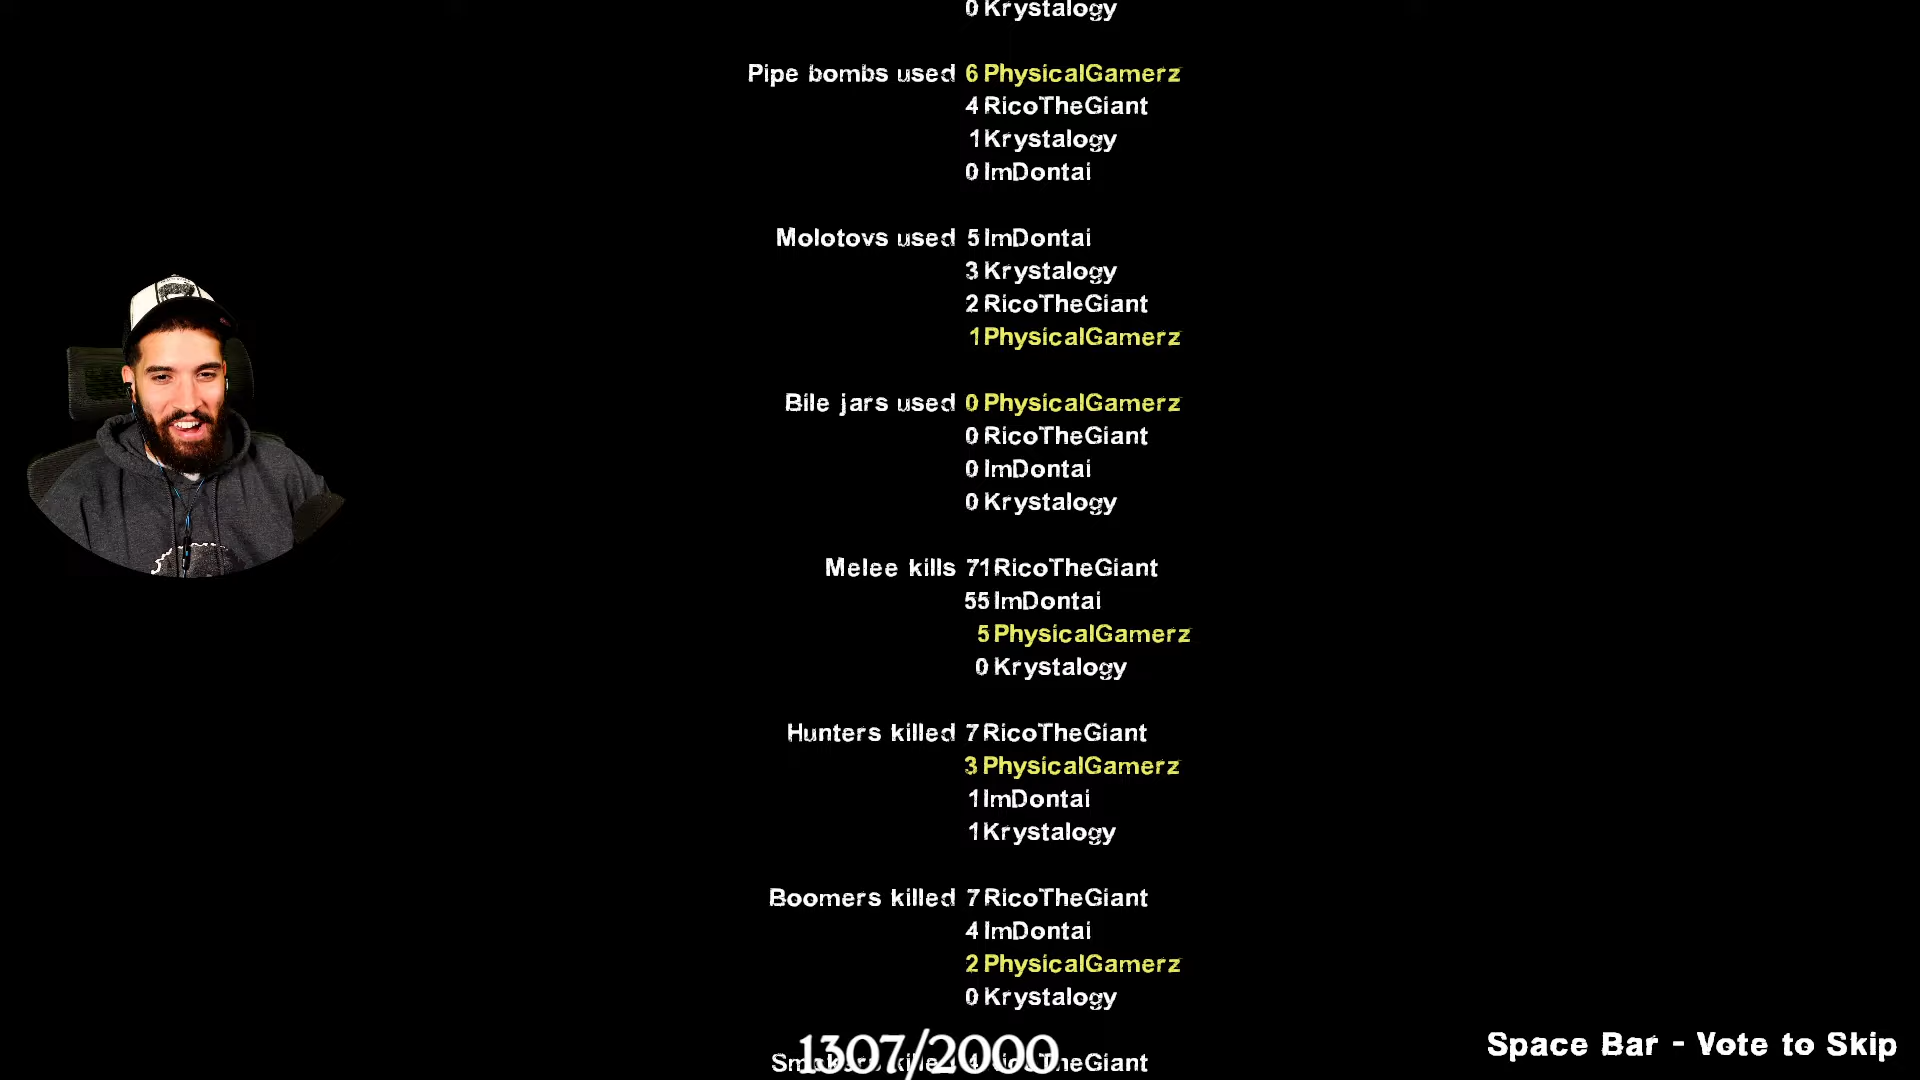 0 Krystalogy
Pipe bombs used 6 PhysicalGamerz
4 RicoTheGiant
1 Krystalogy
0 ImDontai
Molotovs used 5 ImDontai
3 Krystalogy
2 RicoTheGiant
1 PhysicalGamerz
Bile jars used 0 PhysicalGamerz
0 RicoTheGiant
0 ImDontai
0 Krystalogy
Melee kills 71 RicoTheGiant
55 ImDontai
5 PhysicalGamerz
0 Krystalogy
Hunters killed 7 RicoTheGiant
3 PhysicalGamerz
1 ImDontai
1 Krystalogy
Boomers killed 7 RicoTheGiant
4 ImDontai
2 PhysicalGamerz
0 Krystalogy
1307/2000
Space Bar - Vote to Skip